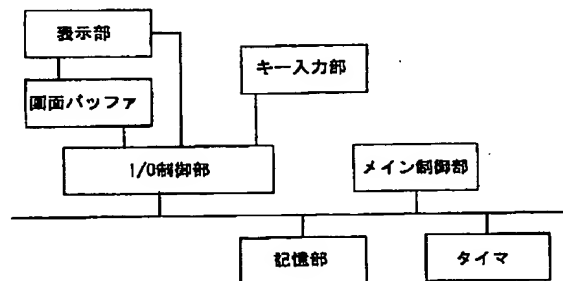 表示部
キー入力部
画面バッファ
I/O制御部
メイン制御部
記憶部
タイマ